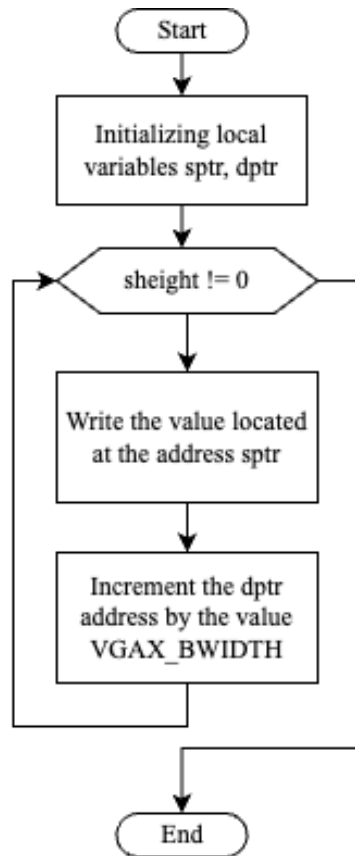 Start
Initializing local
variables sptr, dptr
sheight != 0
Write the value located
at the address sptr
Increment the dptr
address by the value
VGAX_BWIDTH
End